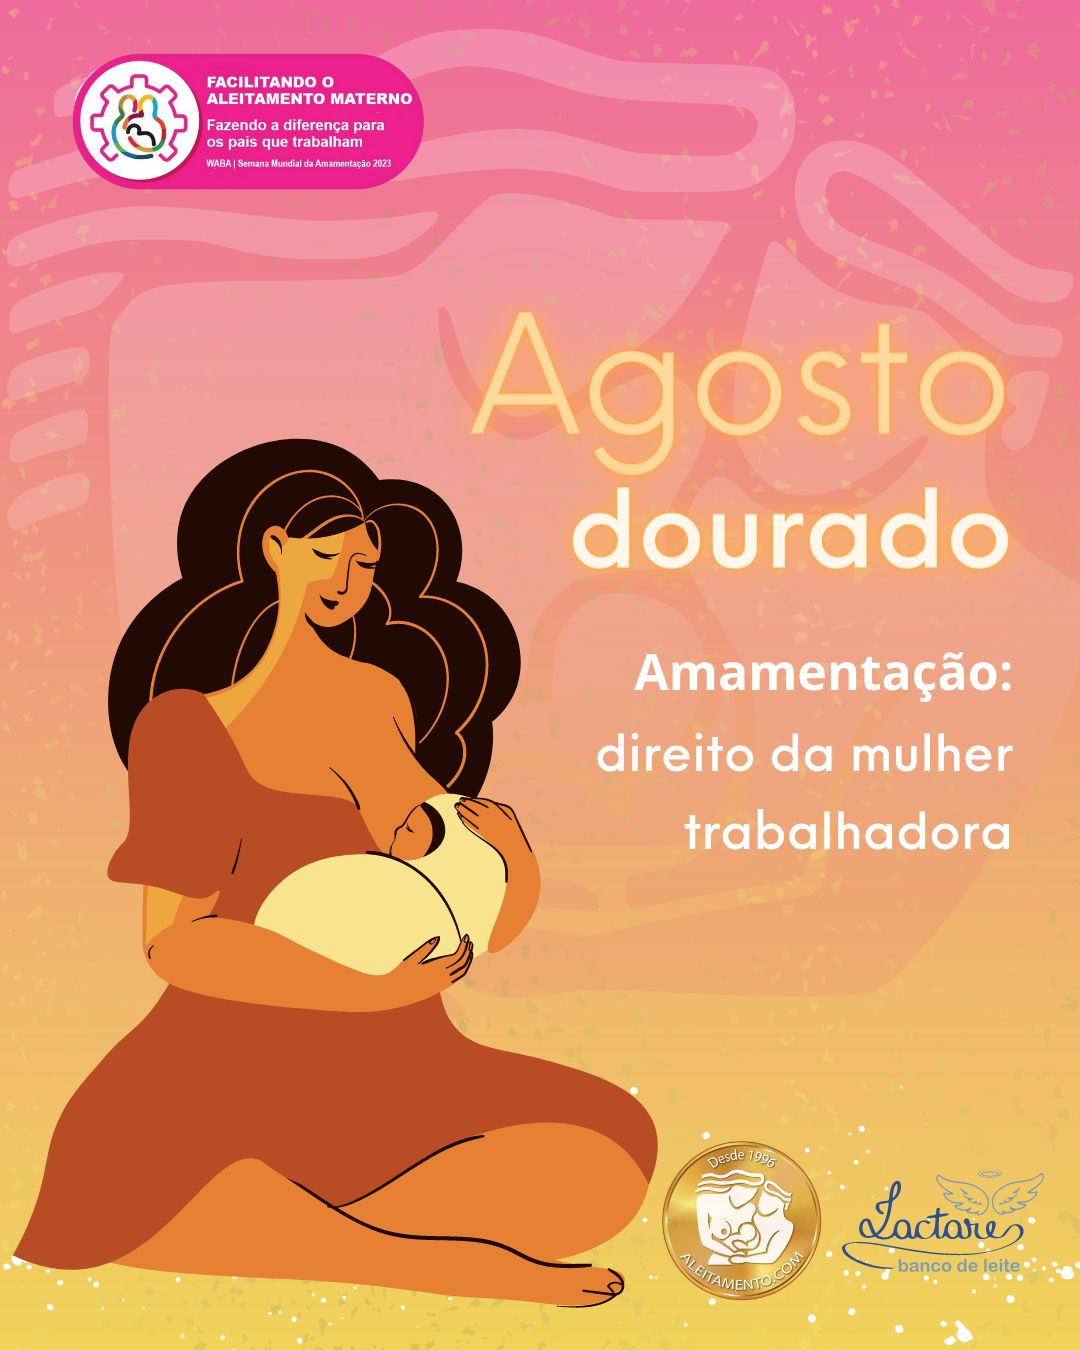 FACILITANDO O
ALEITAMENTO MATERNO
Fazendo a diferença para
os pais que trabalham
WABA | Semana Mundial da Amamentação 2023
Agosto
dourado
Amamentação:
direito da mulher
trabalhadora
Desde 1996
ALEITAMENTO.COM
Lactare
banco de leite